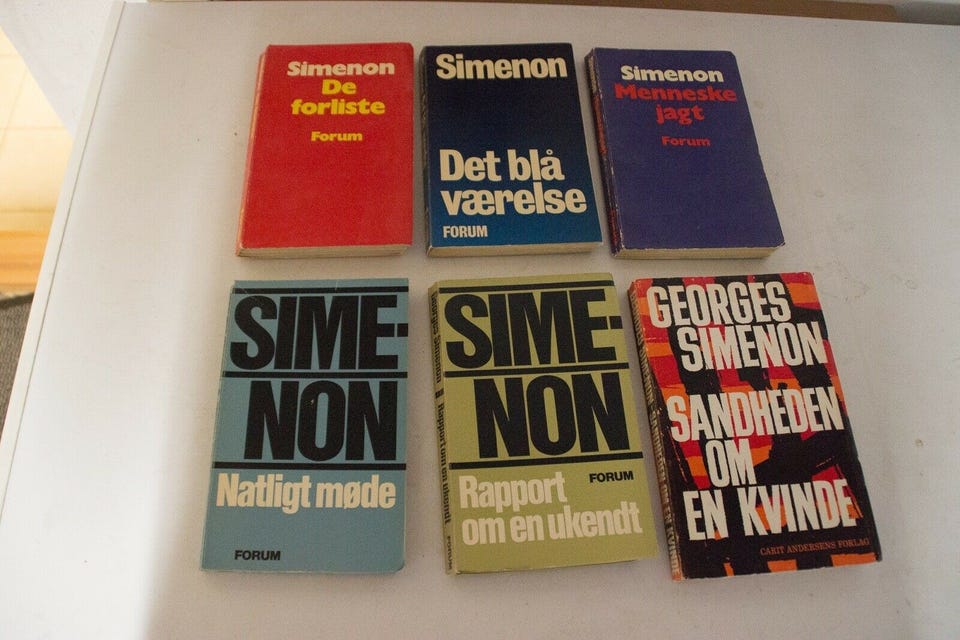 Simenon
De
forliste
Forum
Simenon
Det blå
værelse
FORUM
Simenon
Menneske
jagt
Forum
SIME-
NON
Natligt møde
FORUM
Georges Simenon Rapport om en ukendt FORUM
SIME-
NON
FORUM
Rapport
om en ukendt
GEORGES
SIMENON
SANDHEDEN
OM
EN KVINDE
CARIT ANDERSENS FORLAG